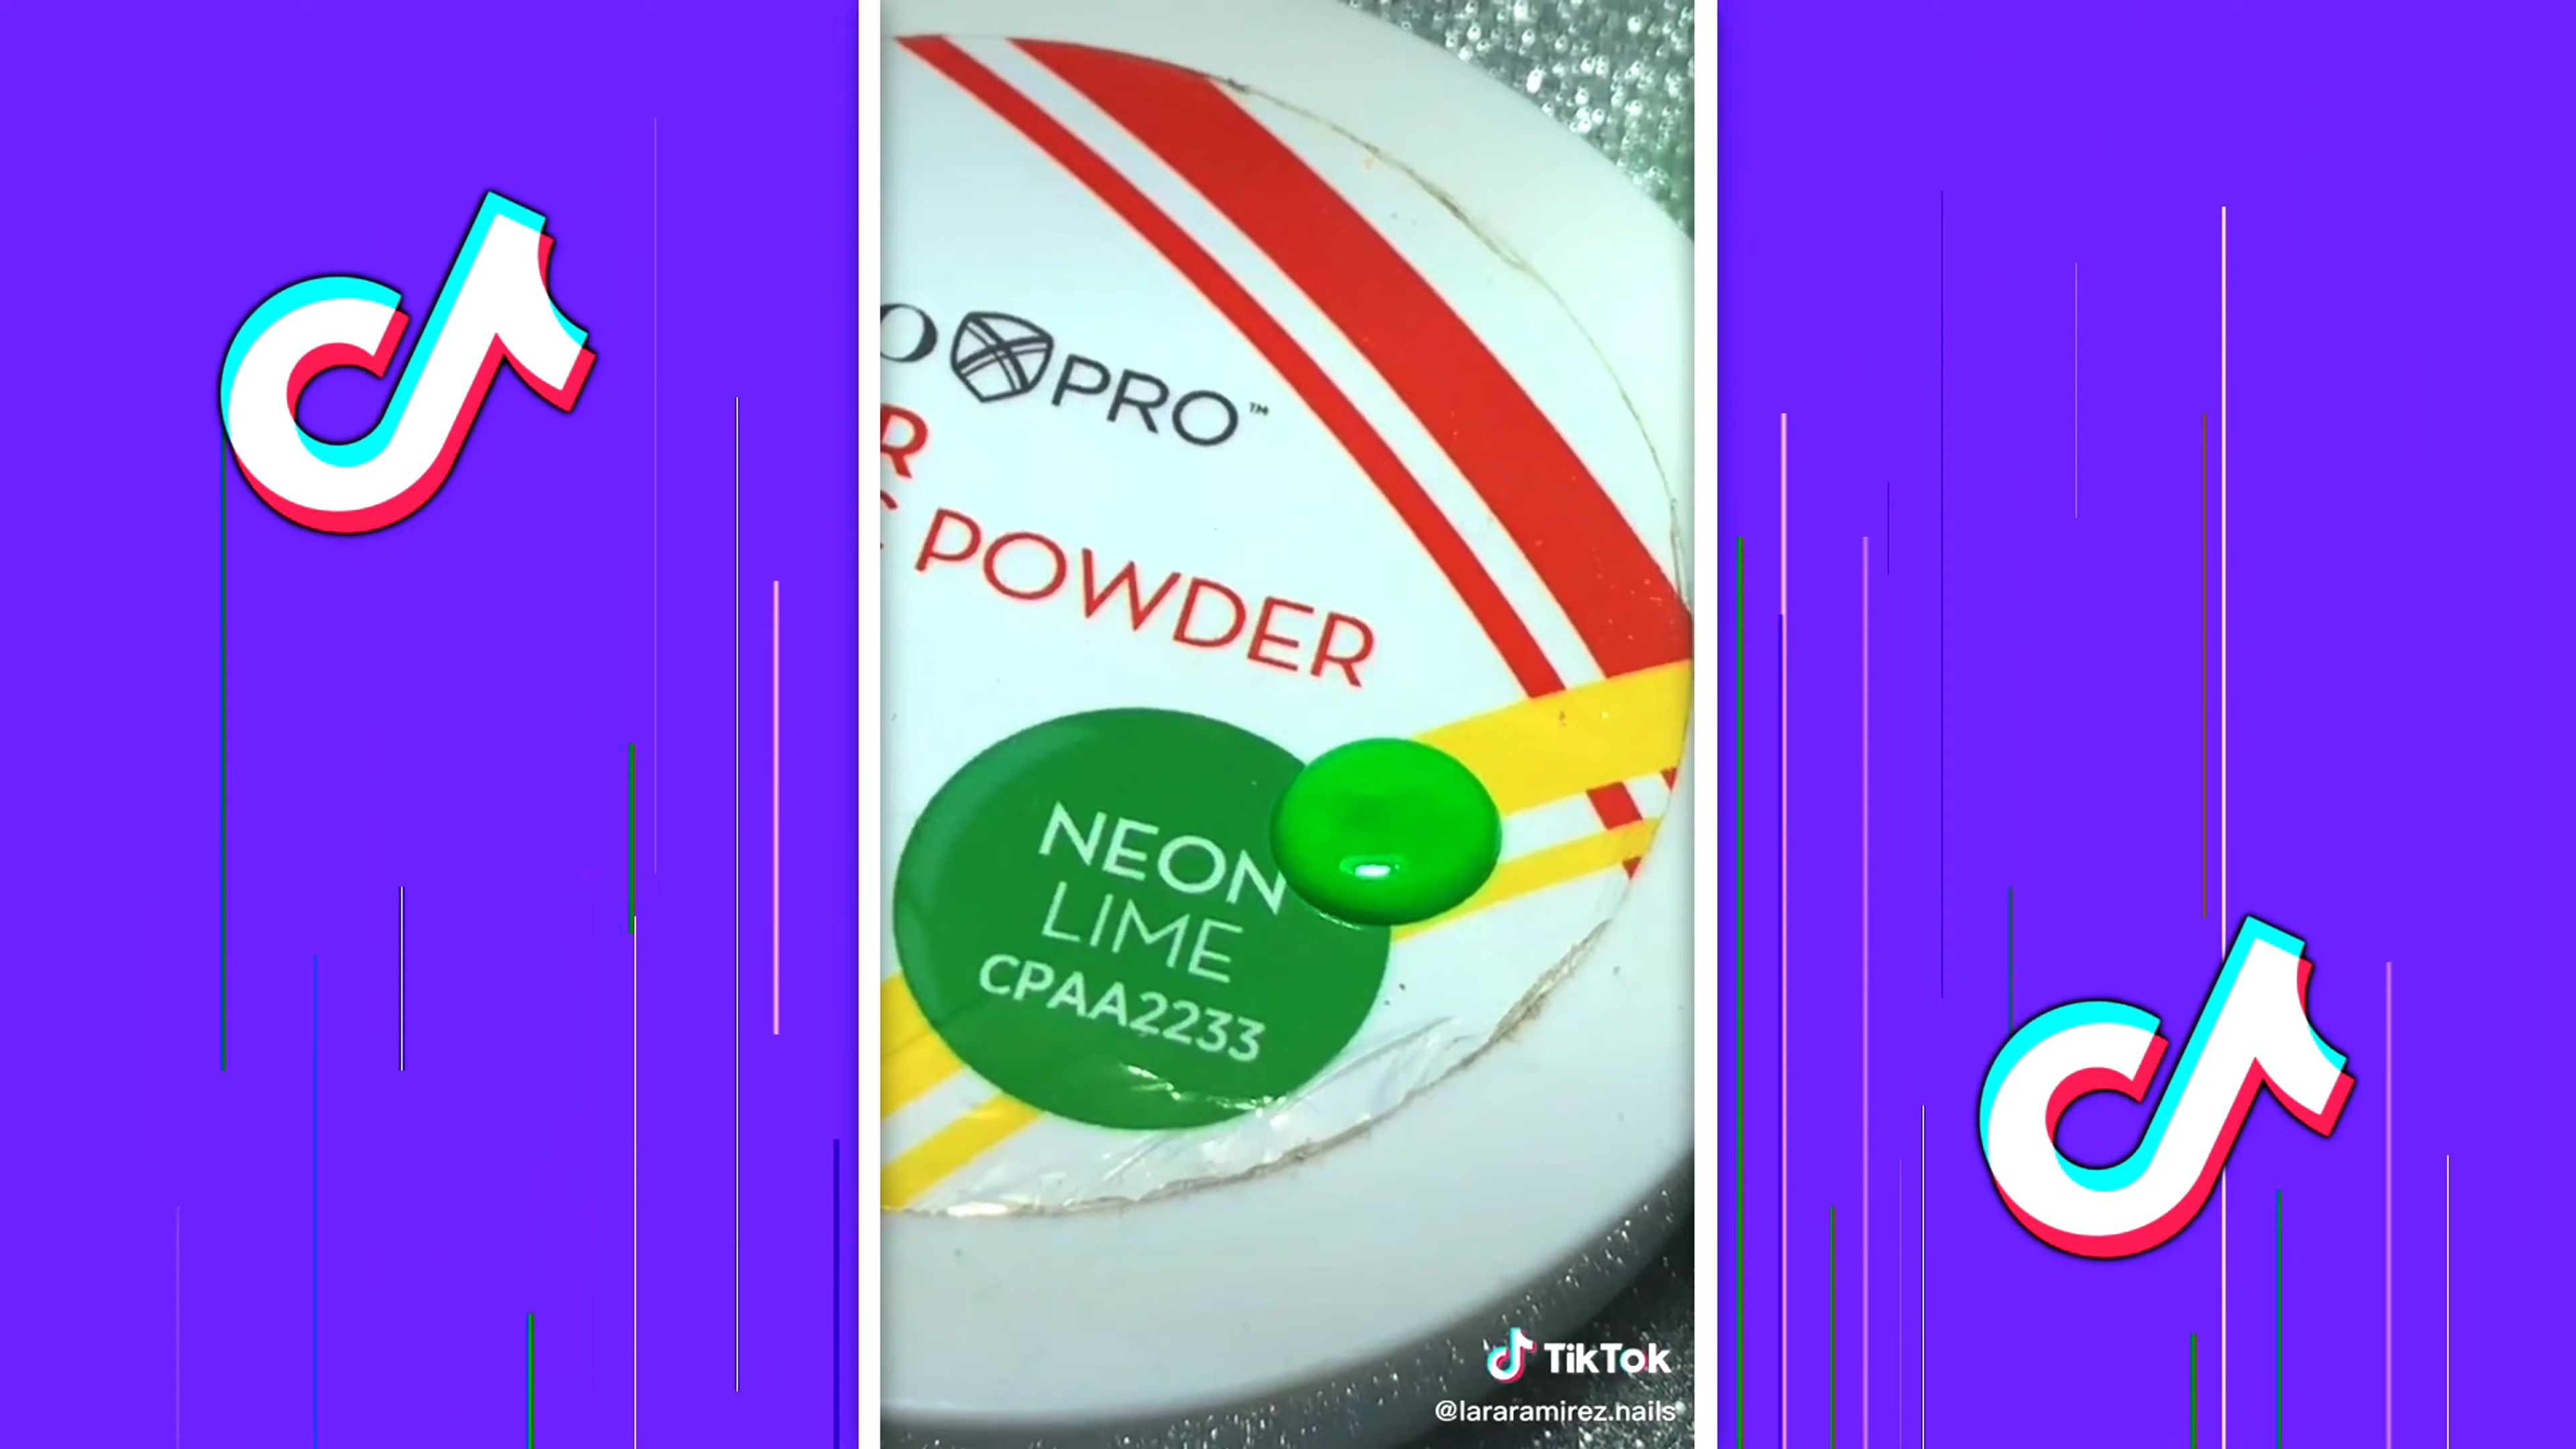 O PRO™
R
POWDER
NEON
LIME
CPAA2233
TikTok
@lararamirez.nails